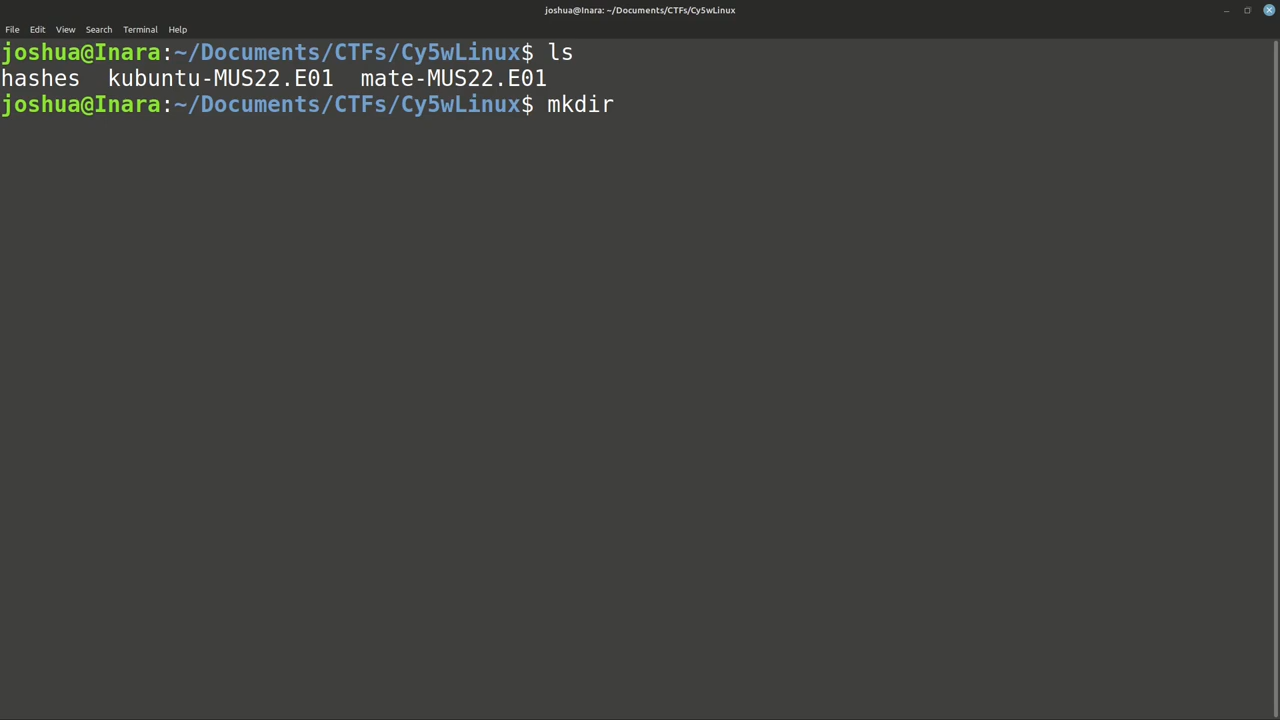 joshua@Inara: ~/Documents/CTFs/Cy5wLinux
File Edit View Search Terminal Help
joshua@Inara:~/Documents/CTFs/Cy5wLinux$ ls
hashes  kubuntu-MUS22.E01  mate-MUS22.E01
joshua@Inara:~/Documents/CTFs/Cy5wLinux$ mkdir